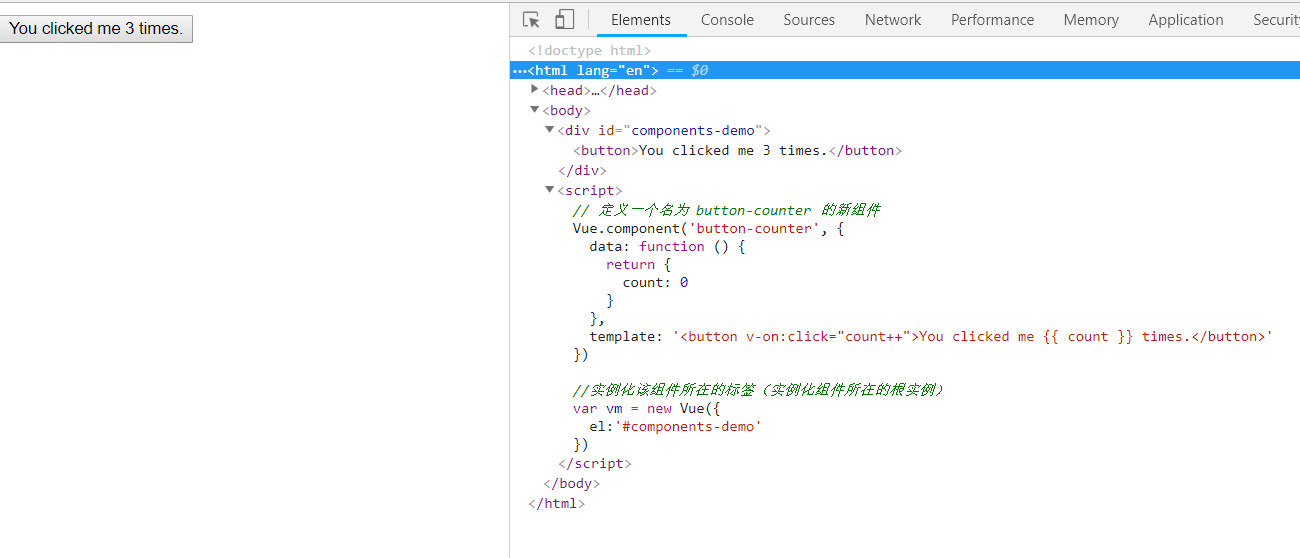 You clicked me 3 times.
Elements Console Sources Network Performance Memory Application Securit
<!doctype html>
…<html lang="en"> == $0
<head>…</head>
<body>
<div id="components-demo">
<button>You clicked me 3 times.</button>
</div>
<script>
// 定义一个名为 button-counter 的新组件
Vue.component('button-counter', {
data: function () {
return {
count: 0
}
},
template: '<button v-on:click="count++">You clicked me {{ count }} times.</button>'
})
//实例化该组件所在的标签（实例化组件所在的根实例）
var vm = new Vue({
el:'#components-demo'
})
</script>
</body>
</html>